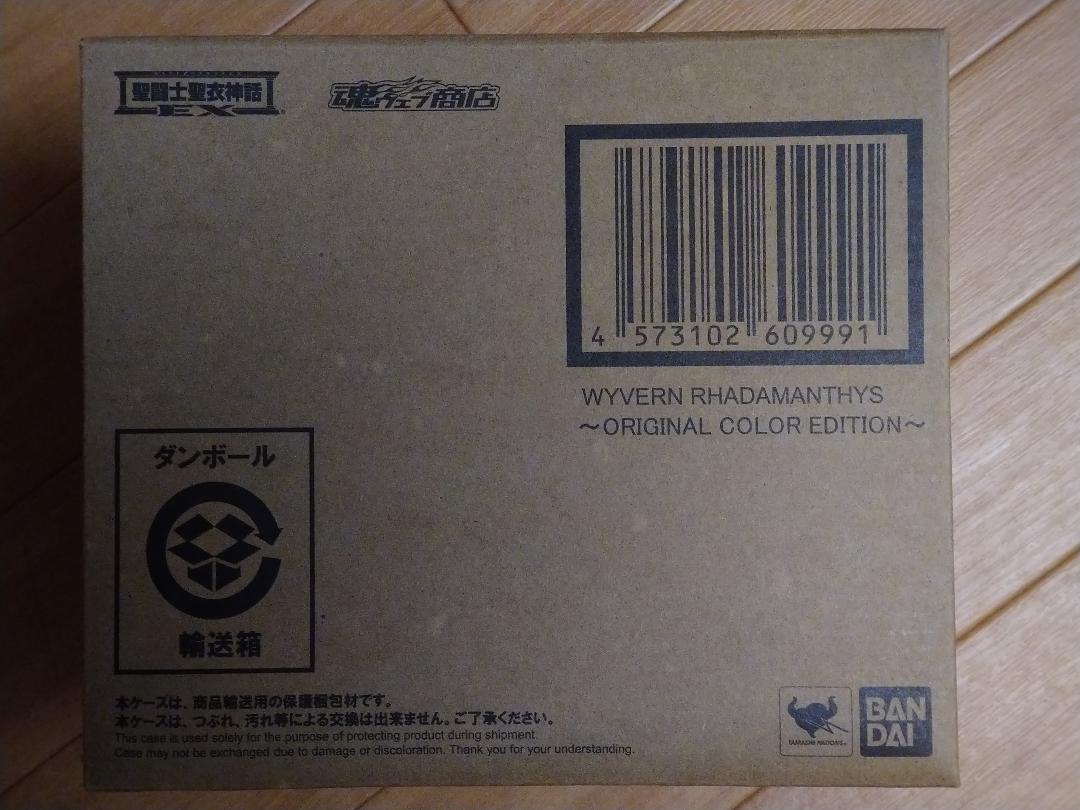 聖闘士聖衣神話
EX
魂ウェブ商店
4 573102 609991
WYVERN RHADAMANTHYS
～ORIGINAL COLOR EDITION～
ダンボール
輸送箱
本ケースは、商品輸送用の保護梱包材です。
本ケースは、つぶれ、汚れ等による交換は出来ません。ご了承ください。
This case is used solely for the purpose of protecting product during shipment.
Case may not be exchanged due to damage or discoloration. Thank you for your understanding.
TAMASHII NATIONS
BAN
DAI